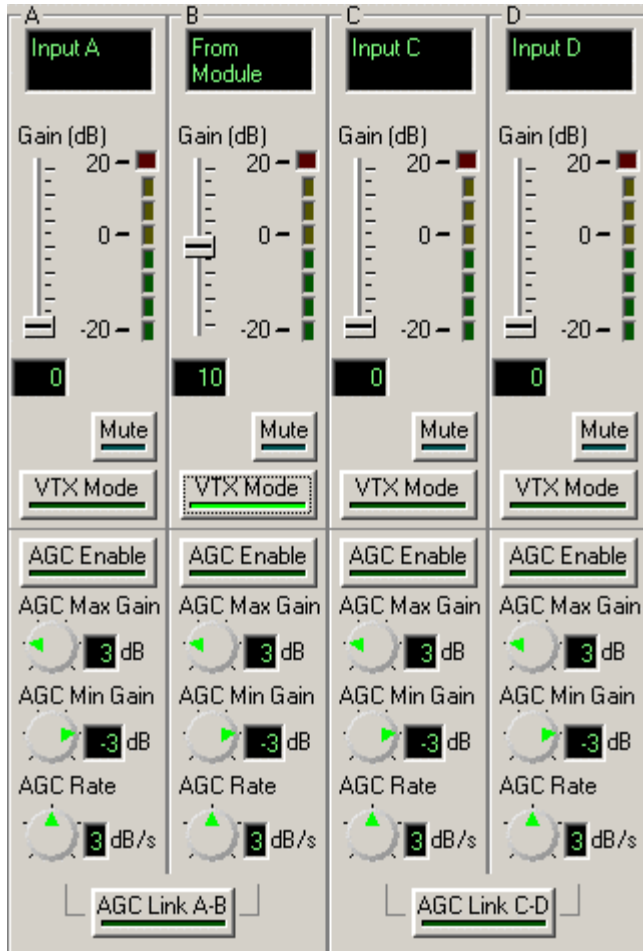 A B C D
Input A From Module Input C Input D
Gain (dB) Gain (dB) Gain (dB) Gain (dB)
20 20 20 20
0 0 0 0
-20 -20 -20 -20
0 10 0 0
Mute Mute Mute Mute
VTX Mode VTX Mode VTX Mode VTX Mode
AGC Enable AGC Enable AGC Enable AGC Enable
AGC Max Gain AGC Max Gain AGC Max Gain AGC Max Gain
3 dB 3 dB 3 dB 3 dB
AGC Min Gain AGC Min Gain AGC Min Gain AGC Min Gain
-3 dB -3 dB -3 dB -3 dB
AGC Rate AGC Rate AGC Rate AGC Rate
3 dB/s 3 dB/s 3 dB/s 3 dB/s
AGC Link A-B AGC Link C-D